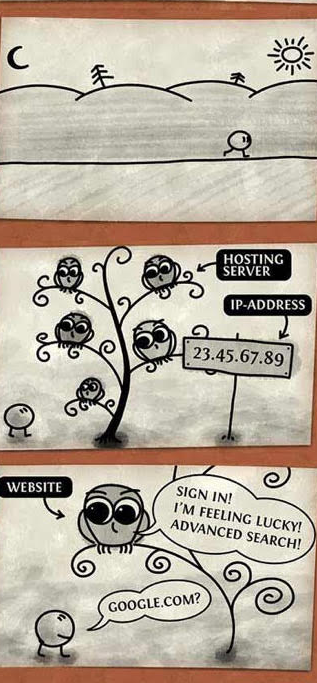 HOSTING
SERVER
IP-ADDRESS
23.45.67.89
WEBSITE
SIGN IN!
I'M FEELING LUCKY!
ADVANCED SEARCH!
GOOGLE.COM?